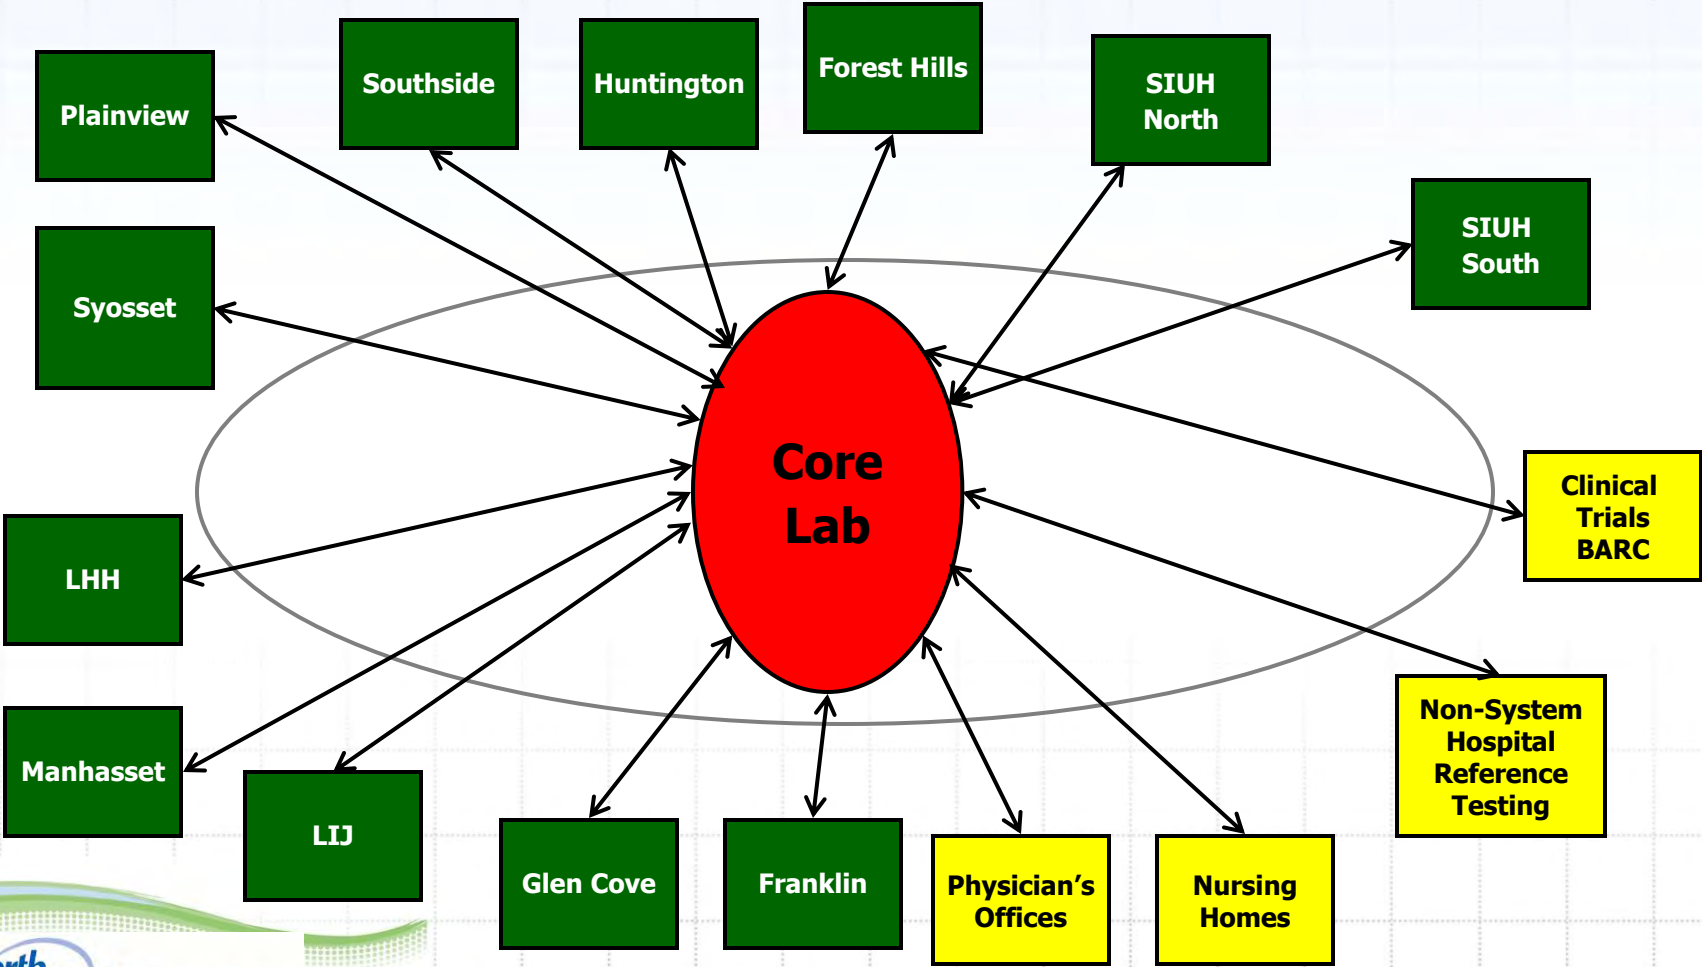 Forest Hills
Southside
Huntington
SIUH
North
Plainview
SIUH
South
Syosset
Core
Lab
Clinical
Trials
BARC
LHH
Non-System
Hospital
Reference
Testing
Manhasset
LIJ
Glen Cove
Franklin
Physician’s
Offices
Nursing
Homes